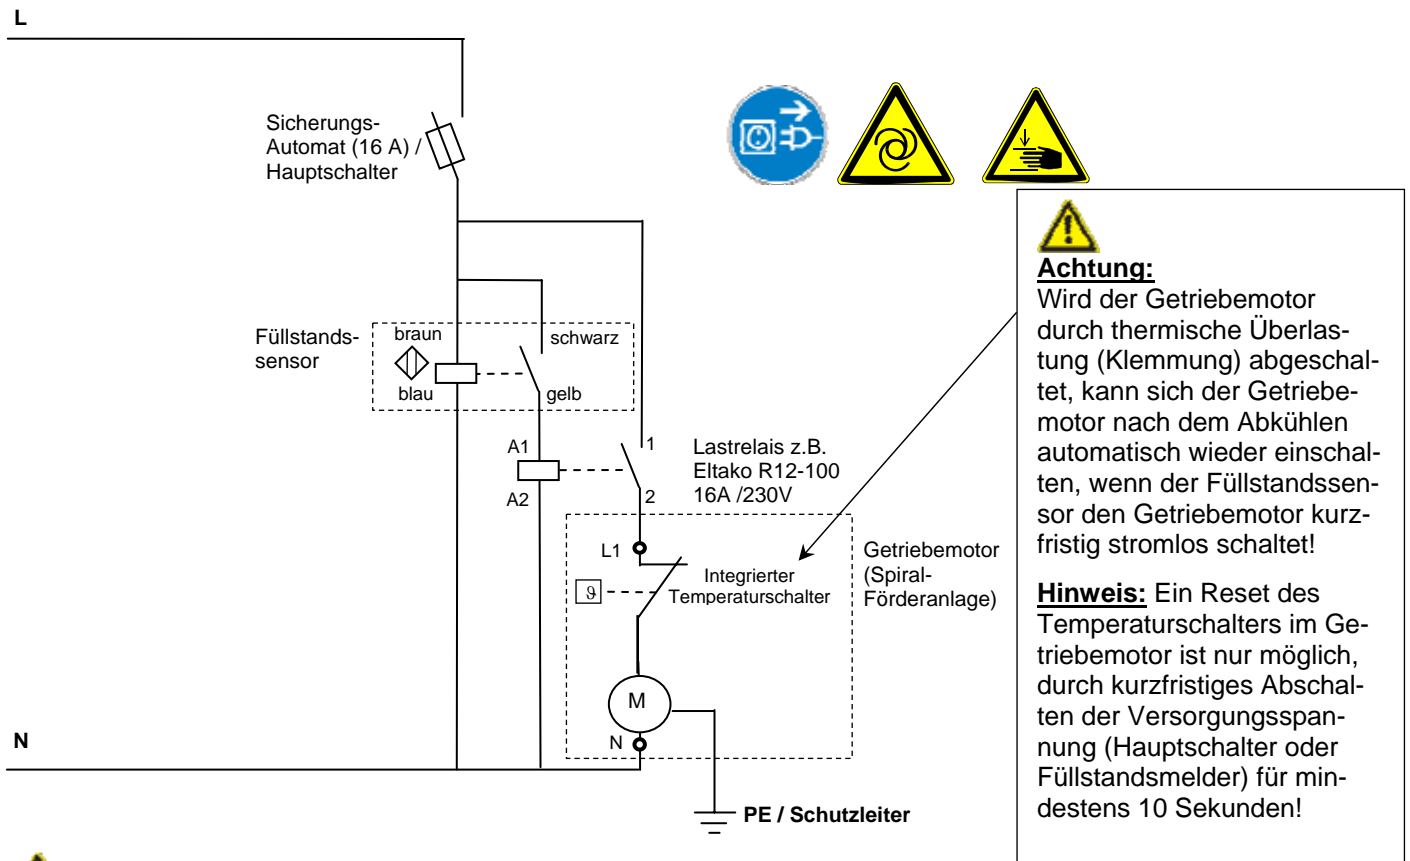 L
Sicherungs-
Automat (16 A) /
Hauptschalter
Füllstands-
sensor
braun
schwarz
blau
gelb
A1
A2
1
2
Lastrelais z.B.
Eltako R12-100
16A /230V
L1
ϑ
Integrierter
Temperaturschalter
Getriebemotor
(Spiral-
Förderanlage)
M
N
N
PE / Schutzleiter
Achtung:
Wird der Getriebemotor
durch thermische Überlas-
tung (Klemmung) abgeschal-
tet, kann sich der Getriebe-
motor nach dem Abkühlen
automatisch wieder einschal-
ten, wenn der Füllstandssen-
sor den Getriebemotor kurz-
fristig stromlos schaltet!
Hinweis: Ein Reset des
Temperaturschalters im Ge-
triebemotor ist nur möglich,
durch kurzfristiges Abschal-
ten der Versorgungsspan-
nung (Hauptschalter oder
Füllstandsmelder) für min-
destens 10 Sekunden!